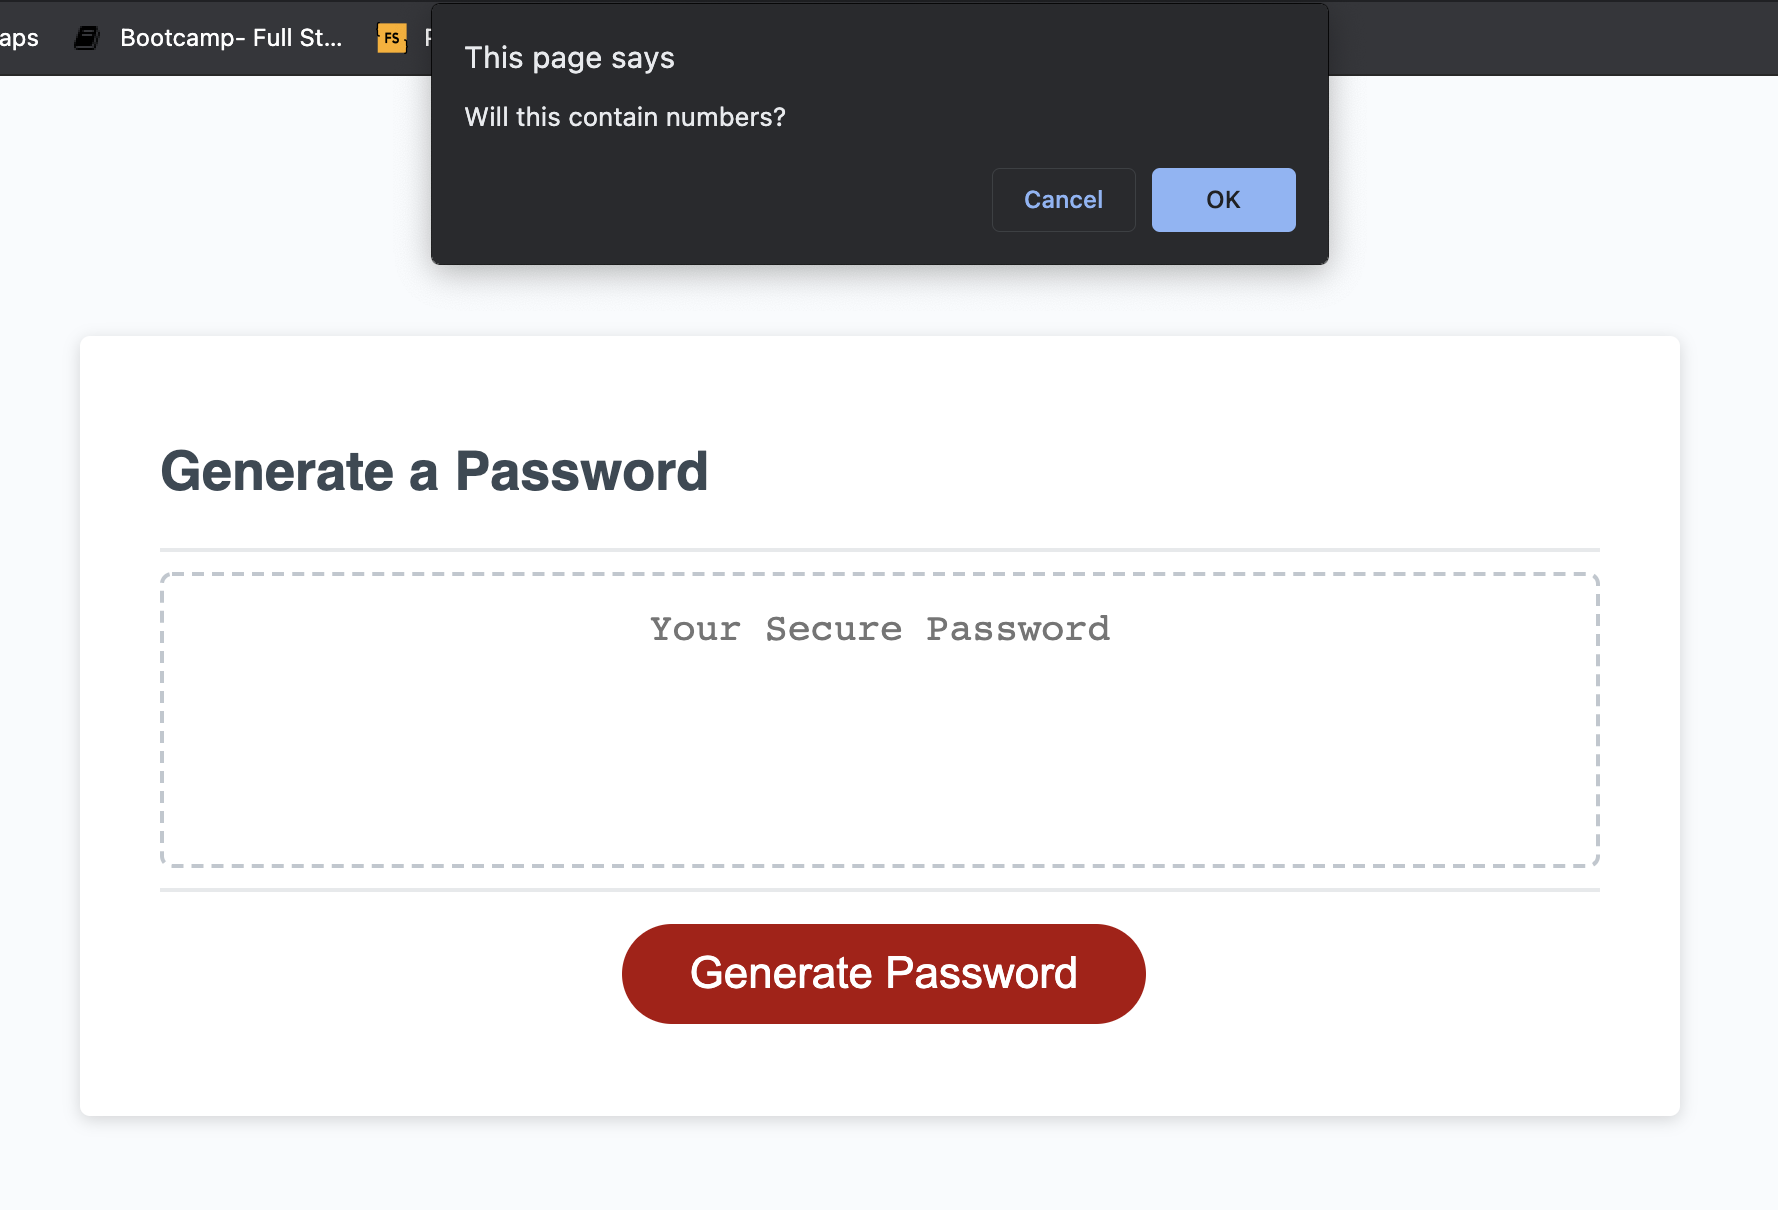 aps Bootcamp- Full St... FS
This page says
Will this contain numbers?
Cancel OK
Generate a Password
Your Secure Password
Generate Password